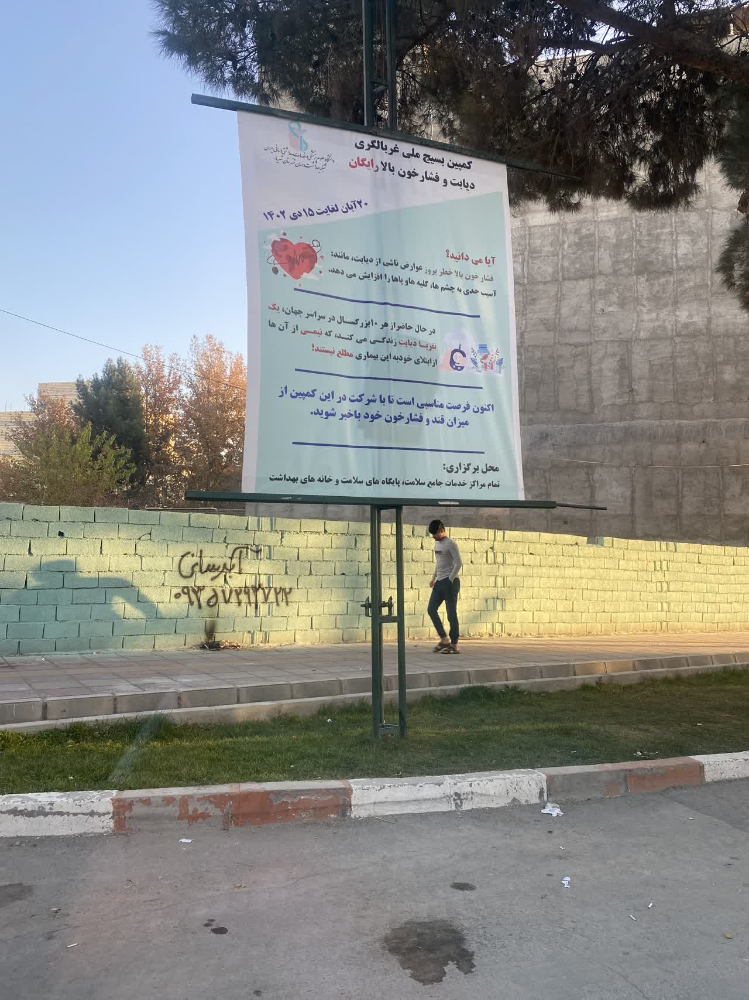 دانشگاه علوم پزشکی و خدمات بهداشتی درمانی ایران
شبکه بهداشت و درمان شهرستان شهریار
کمپین بسیج ملی غربالگری
دیابت و فشارخون بالا رایگان
۲۰آبان لغایت ۱۵ دی ۱۴۰۲
آیا می دانید؟
فشار خون بالا خطر بروز عوارض ناشی از دیابت، مانند:
آسیب جدی به چشم ها، کلیه ها و پاها را افزایش می دهد.
در حال حاضراز هر ۱۰بزرگسال در سراسر جهان، یک
نفربا دیابت زندگی می کند، که نیمی از آن ها
ازابتلای خودبه این بیماری مطلع نیستند!
اکنون فرصت مناسبی است تا با شرکت در این کمپین از
میزان قند و فشارخون خود باخبر شوید.
محل برگزاری:
تمام مراکز خدمات جامع سلامت، پایگاه های سلامت و خانه های بهداشت
آبرسانی